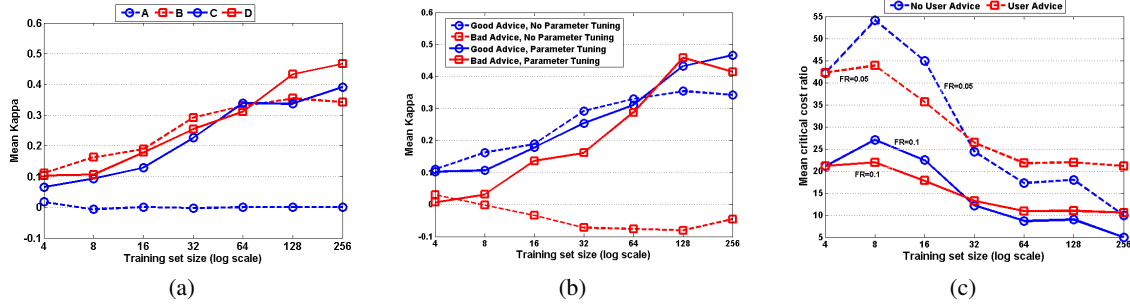 A B C D
0.6
0.5
0.4
0.3
0.2
0.1
0
0.1
Mean Kappa
4 8 16 32 64 128 256
Training set size (log scale)
(a)
Good Advice, No Parameter Tuning
Bad Advice, No Parameter Tuning
Good Advice, Parameter Tuning
Bad Advice, Parameter Tuning
0.6
0.5
0.4
0.3
0.2
0.1
0
-0.1
Mean Kappa
4 8 16 32 64 128 256
Training set size (log scale)
(b)
No User Advice User Advice
55
50
45
40
35
30
25
20
15
10
5
Mean critical cost ratio
FR=0.05
FR=0.05
FR=0.1
FR=0.1
4 8 16 32 64 128 256
Training set size (log scale)
(c)